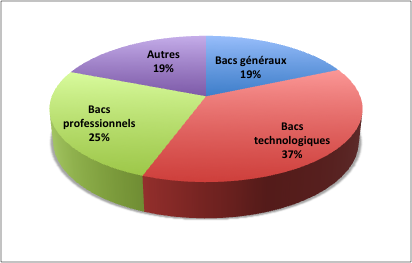 Autres
19%
Bacs généraux
19%
Bacs
professionnels
25%
Bacs
technologiques
37%